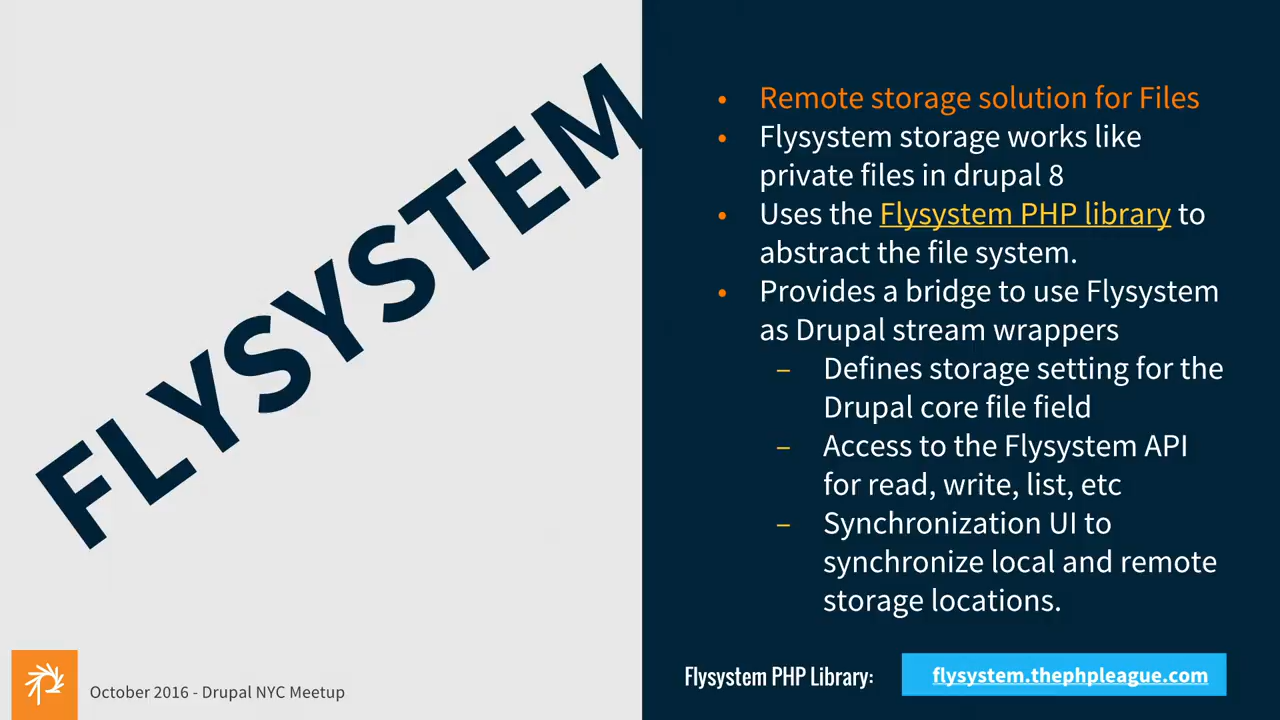 FLYSYSTEM
• Remote storage solution for Files
• Flysystem storage works like
private files in drupal 8
• Uses the Flysystem PHP library to
abstract the file system.
• Provides a bridge to use Flysystem
as Drupal stream wrappers
– Defines storage setting for the
Drupal core file field
– Access to the Flysystem API
for read, write, list, etc
– Synchronization UI to
synchronize local and remote
storage locations.
Flysystem PHP Library: flysystem.thephpleague.com
October 2016 - Drupal NYC Meetup